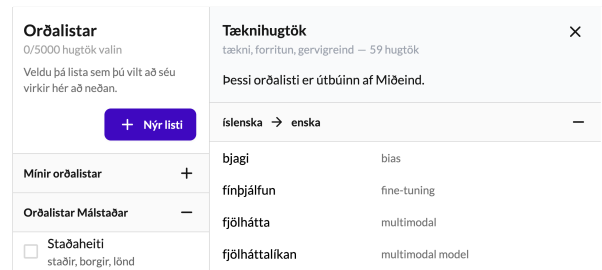 Orðalistar
0/5000 hugtök valin
Veldu þá lista sem þú vilt að séu
virkir hér að neðan.
+ Nýr listi
Mínir orðalistar +
Orðalistar Málstaðar −
Staðaheiti
staðir, borgir, lönd
Tæknihugtök
tækni, forritun, gervigreind — 59 hugtök
Þessi orðalisti er útbúinn af Miðeind.
íslenska → enska −
bjagi bias
fínþjálfun fine-tuning
fjölhátta multimodal
fjölháttalíkan multimodal model